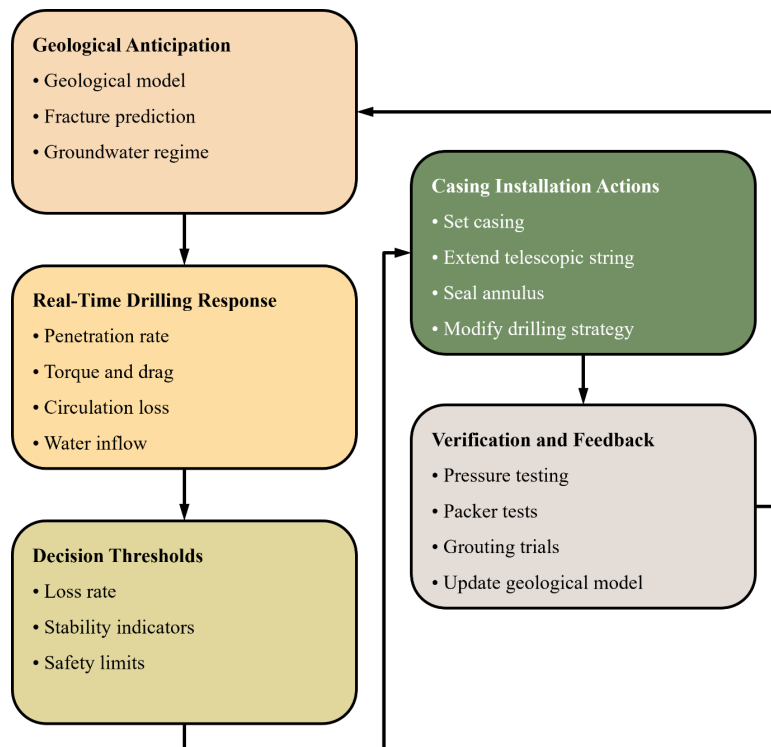 Geological Anticipation
• Geological model
• Fracture prediction
• Groundwater regime
Real-Time Drilling Response
• Penetration rate
• Torque and drag
• Circulation loss
• Water inflow
Decision Thresholds
• Loss rate
• Stability indicators
• Safety limits
Casing Installation Actions
• Set casing
• Extend telescopic string
• Seal annulus
• Modify drilling strategy
Verification and Feedback
• Pressure testing
• Packer tests
• Grouting trials
• Update geological model